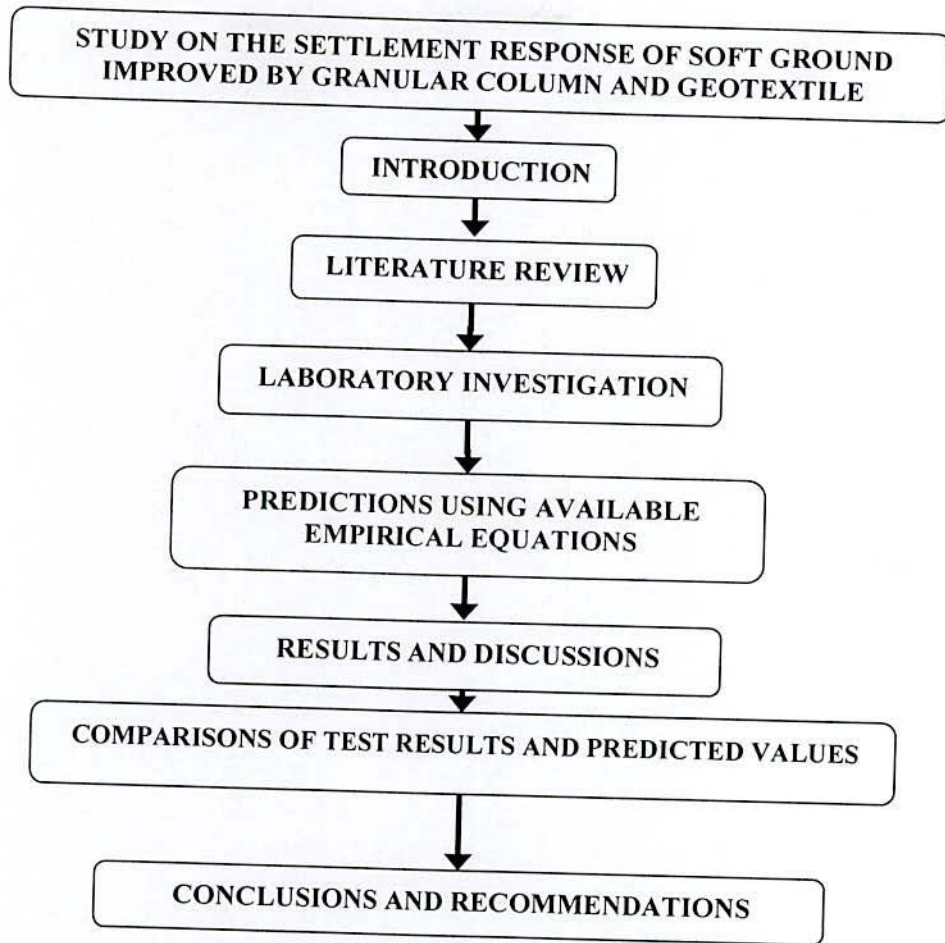 STUDY ON THE SETTLEMENT RESPONSE OF SOFT GROUND
IMPROVED BY GRANULAR COLUMN AND GEOTEXTILE
INTRODUCTION
LITERATURE REVIEW
LABORATORY INVESTIGATION
PREDICTIONS USING AVAILABLE
EMPIRICAL EQUATIONS
RESULTS AND DISCUSSIONS
COMPARISONS OF TEST RESULTS AND PREDICTED VALUES
CONCLUSIONS AND RECOMMENDATIONS